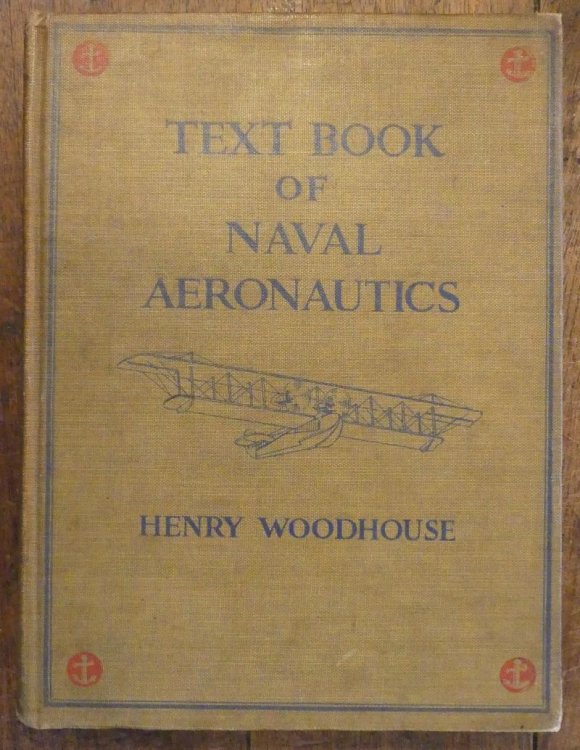 TEXT BOOK
OF
NAVAL
AERONAUTICS
HENRY WOODHOUSE